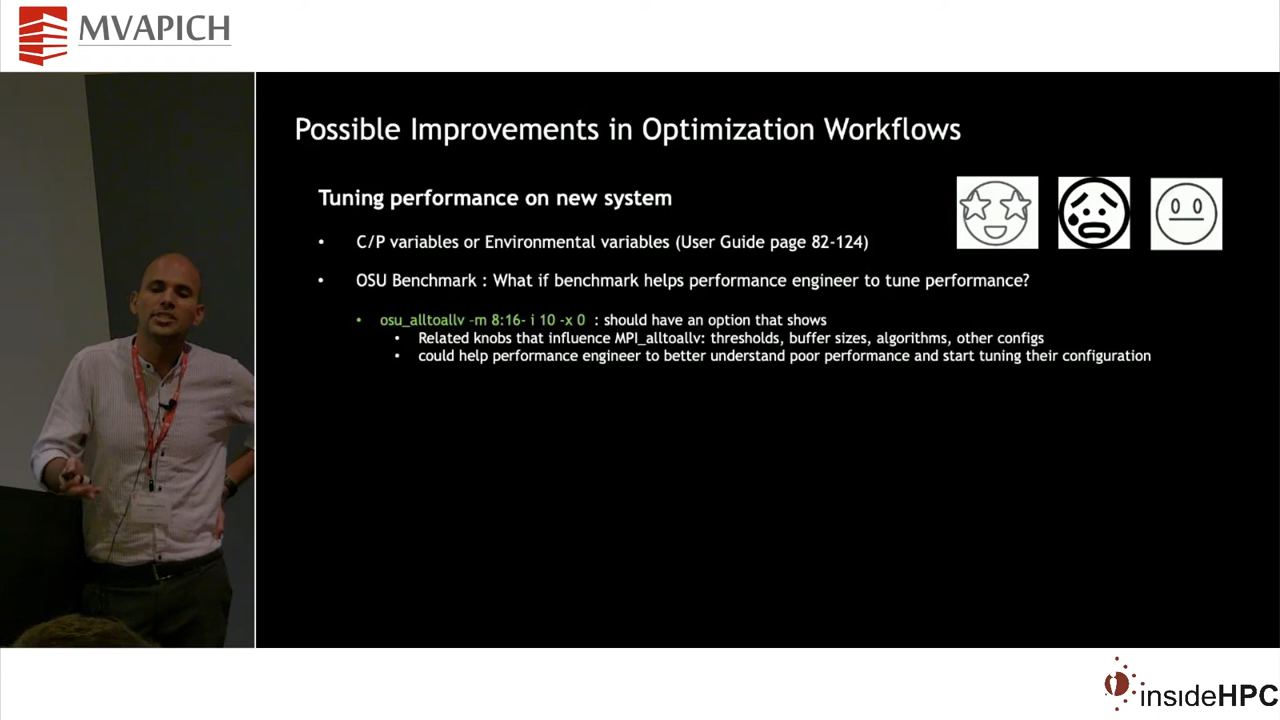 MVAPICH
Possible Improvements in Optimization Workflows
Tuning performance on new system
• C/P variables or Environmental variables (User Guide page 82-124)
• OSU Benchmark : What if benchmark helps performance engineer to tune performance?
• osu_alltoallv -m 8:16- i 10 -x 0 : should have an option that shows
• Related knobs that influence MPI_alltoallv: thresholds, buffer sizes, algorithms, other configs
• could help performance engineer to better understand poor performance and start tuning their configuration
insideHPC